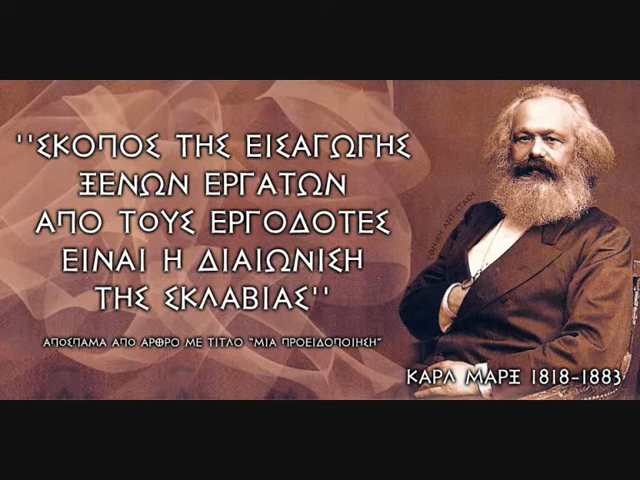 ''ΣΚΟΠΟΣ ΤΗΣ ΕΙΣΑΓΩΓΗΣ
ΞΕΝΩΝ ΕΡΓΑΤΩΝ
ΑΠΟ ΤΟΥΣ ΕΡΓΟΔΟΤΕΣ
ΕΙΝΑΙ Η ΔΙΑΙΩΝΙΣΗ
ΤΗΣ ΣΚΛΑΒΙΑΣ''
ΑΠΟΣΠΑΜΑ ΑΠΟ ΑΡΘΡΟ ΜΕ ΤΙΤΛΟ "ΜΙΑ ΠΡΟΕΙΔΟΠΟΙΗΣΗ"
ΚΑΡΛ ΜΑΡΞ 1818-1883